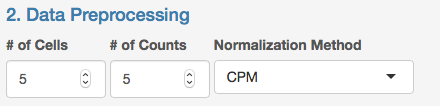 2. Data Preprocessing
# of Cells # of Counts Normalization Method
5 5 CPM